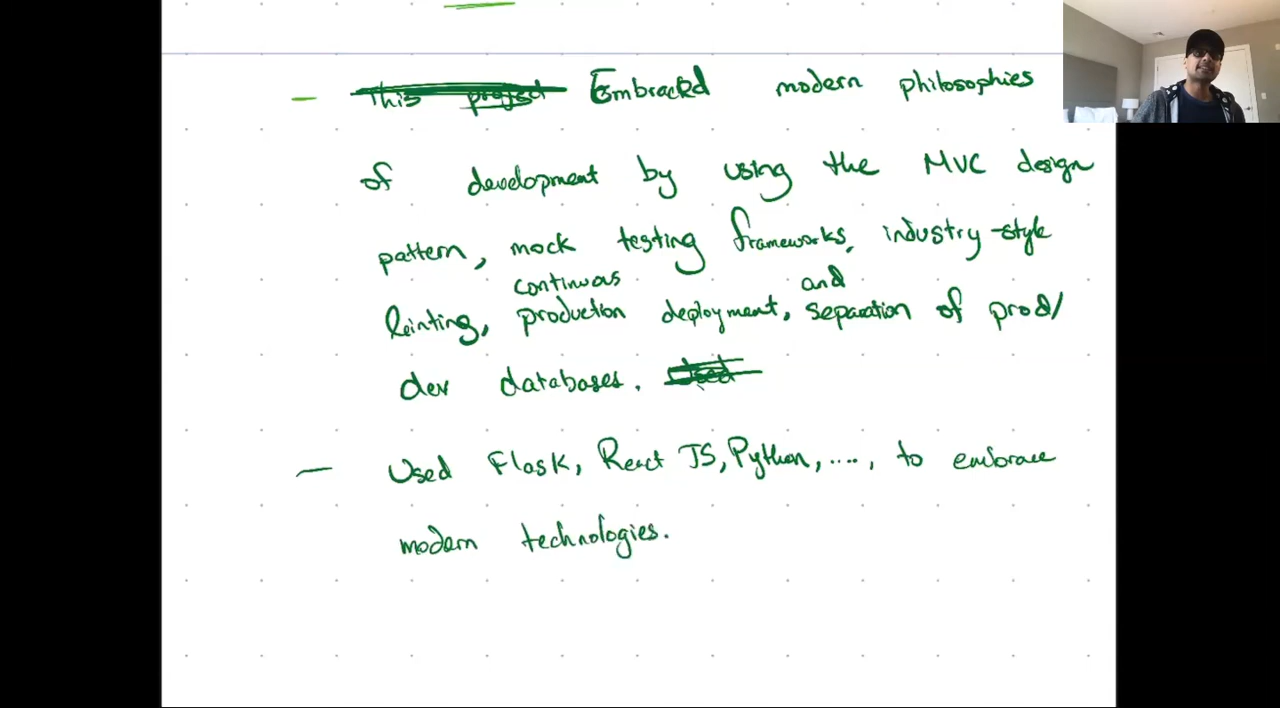 - This project Embraced modern philosophies
of development by using the MVC design
pattern, mock testing frameworks, industry-style
continuous and
leinting, production deployment, separation of prod/
dev databases. Used
- Used Flask, React JS, Python, ...., to embrace
modern technologies.